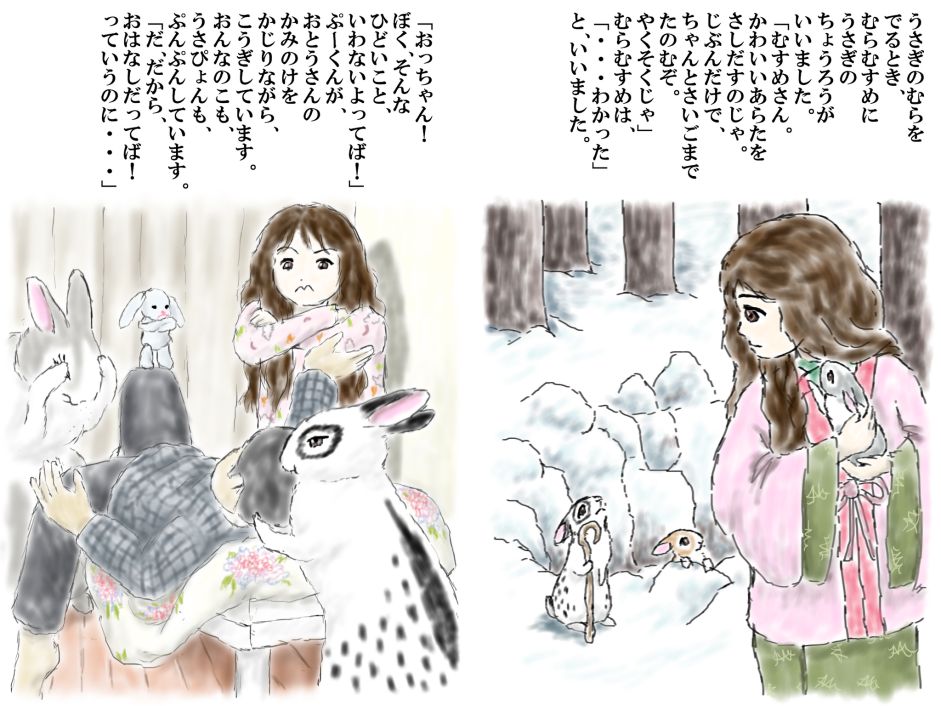 うさぎのむらを
でるとき、
むらむすめに
うさぎの
ちょうろうが
いいました。
「むすめさん。
かわいいあらたを
さしだすのじゃ。
じぶんだけで、
ちゃんとさいごまで
たのむぞ。
やくそくじゃ」
むらむすめは、
「・・・わかった」
と、いいました。
「おっちゃん！
ぼく、そんな
ひどいこと、
いわないよってば！」
ぷーくんが、
おとうさんの
かみのけを
かじりながら、
こうぎしています。
おんなのこも、
うさぴょんも、
ぷんぷんしています。
「だ、だから、
おはなしだってば！
っていうのに・・・」